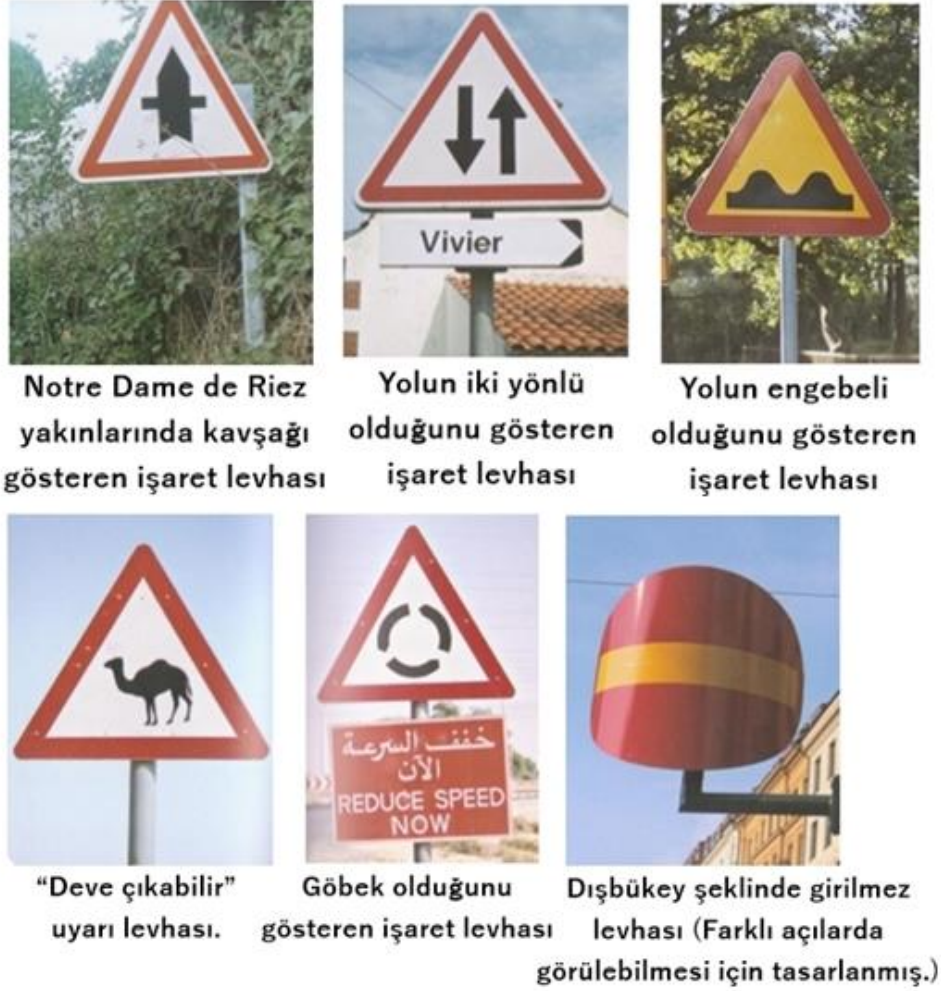 Vivier
Notre Dame de Riez
yakınlarında kavşağı
gösteren işaret levhası
Yolun iki yönlü
olduğunu gösteren
işaret levhası
Yolun engebeli
olduğunu gösteren
işaret levhası
خفف السرعة
الآن
REDUCE SPEED
NOW
“Deve çıkabilir”
uyarı levhası.
Göbek olduğunu
gösteren işaret levhası
Dışbükey şeklinde girilmez
levhası (Farklı açılarda
görülebilmesi için tasarlanmış.)